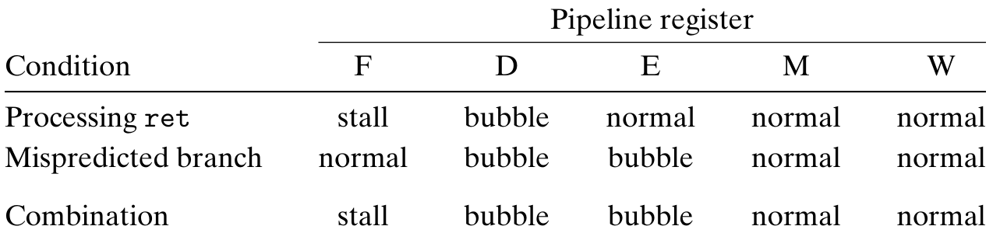 Pipeline register
Condition F D E M W
Processing ret stall bubble normal normal normal
Mispredicted branch normal bubble bubble normal normal
Combination stall bubble bubble normal normal